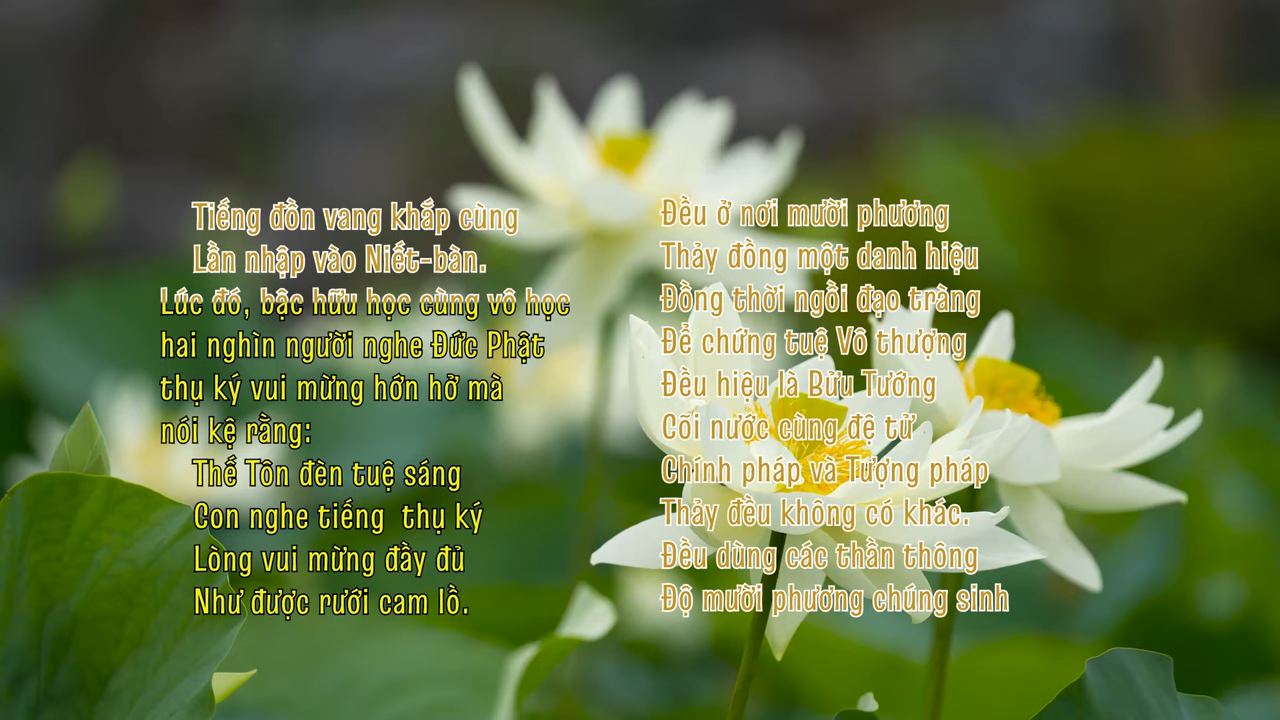 Tiếng đồn vang khắp cùng
Lần nhập vào Niết-bàn.
Lúc đó, bậc hữu học cùng vô học
hai nghìn người nghe Đức Phật
thụ ký vui mừng hớn hở mà
nói kệ rằng:
Thế Tôn đèn tuệ sáng
Con nghe tiếng thụ ký
Lòng vui mừng đầy đủ
Như được rưới cam lồ.
Đều ở nơi mười phương
Thảy đồng một danh hiệu
Đồng thời ngồi đạo tràng
Để chứng tuệ Vô thượng
Đều hiệu là Bửu Tướng
Cõi nước cùng đệ tử
Chính pháp và Tượng pháp
Thảy đều không có khác.
Đều dùng các thần thông
Độ mười phương chúng sinh